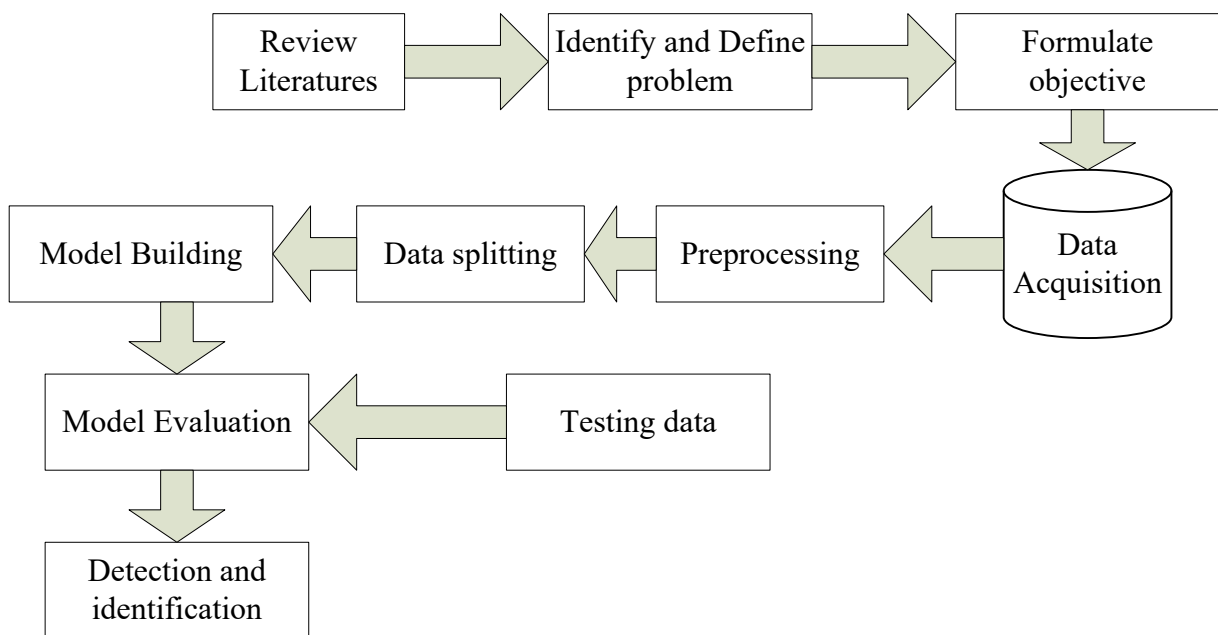 Review
Literatures
Identify and Define
problem
Formulate
objective
Data
Acquisition
Preprocessing
Data splitting
Model Building
Model Evaluation
Testing data
Detection and
identification